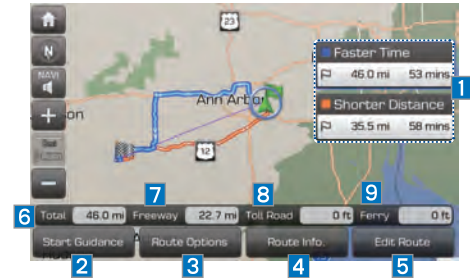 23
N
NAVI
Faster Time
46.0 mi 53 mins
1
Shorter Distance
35.5 mi 58 mins
Ann Arbor
on
12
7
8
9
6
Total 46.0 mi Freeway 22.7 mi Toll Road 0 ft Ferry 0 ft
Start Guidance Route Options Route Info. Edit Route
2
3
4
5